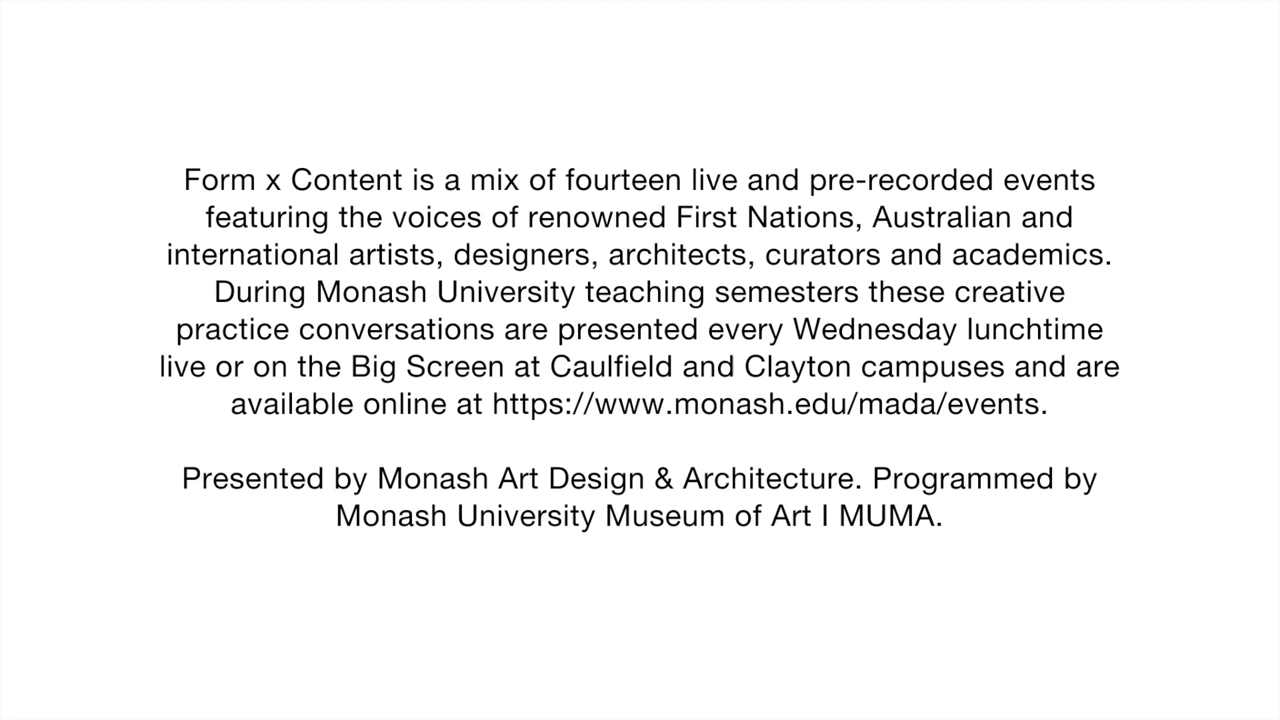 Form x Content is a mix of fourteen live and pre-recorded events
featuring the voices of renowned First Nations, Australian and
international artists, designers, architects, curators and academics.
During Monash University teaching semesters these creative
practice conversations are presented every Wednesday lunchtime
live or on the Big Screen at Caulfield and Clayton campuses and are
available online at https://www.monash.edu/mada/events.
Presented by Monash Art Design & Architecture. Programmed by
Monash University Museum of Art I MUMA.